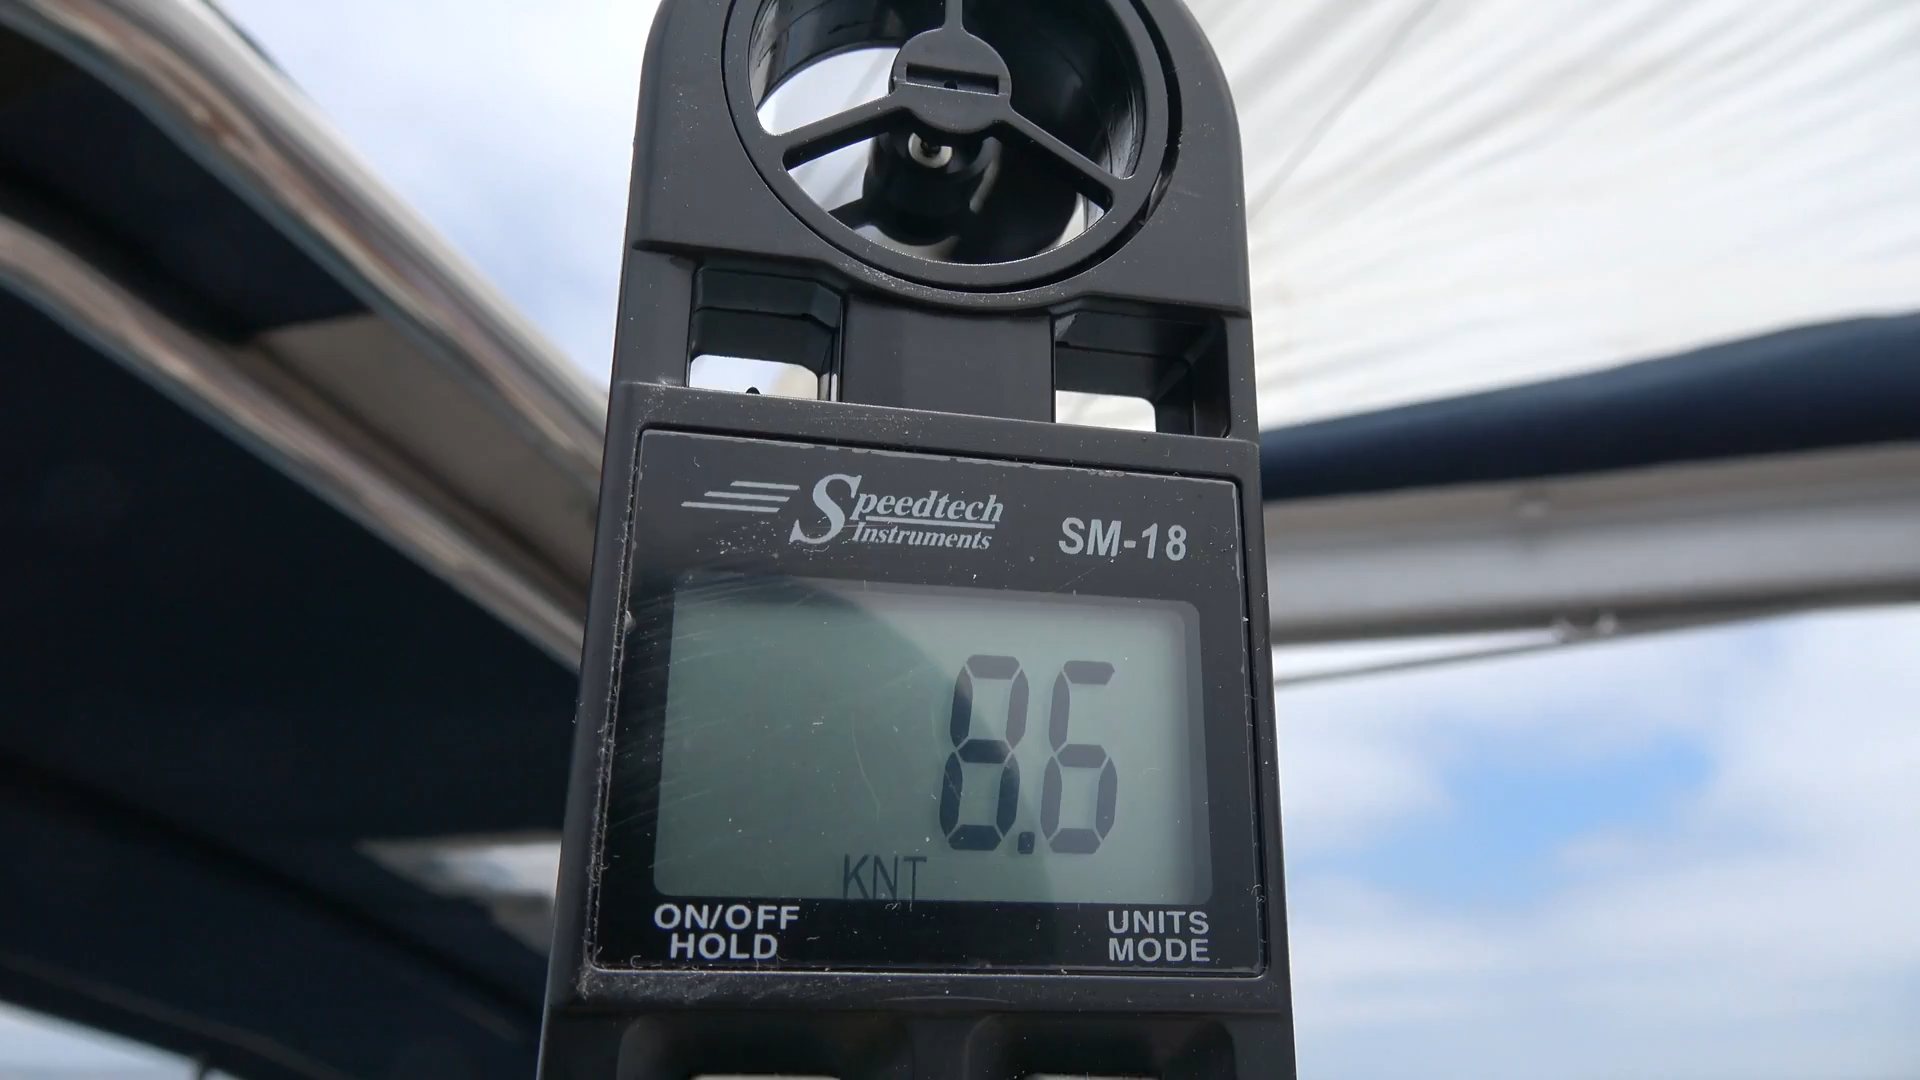 Speedtech
Instruments
SM-18
8.6
KNT
ON/OFF
HOLD
UNITS
MODE